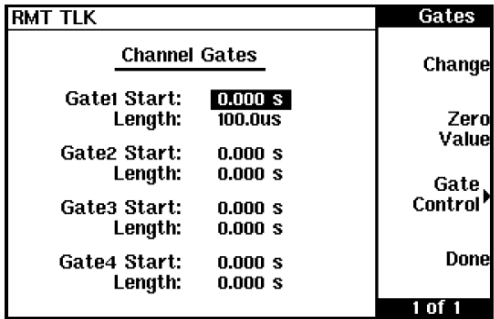 RMT TLK
Channel Gates
Gate1 Start: 0.000 s
Length: 100.0us
Gate2 Start: 0.000 s
Length: 0.000 s
Gate3 Start: 0.000 s
Length: 0.000 s
Gate4 Start: 0.000 s
Length: 0.000 s
Gates
Change
Zero
Value
Gate
Control
Done
1 of 1